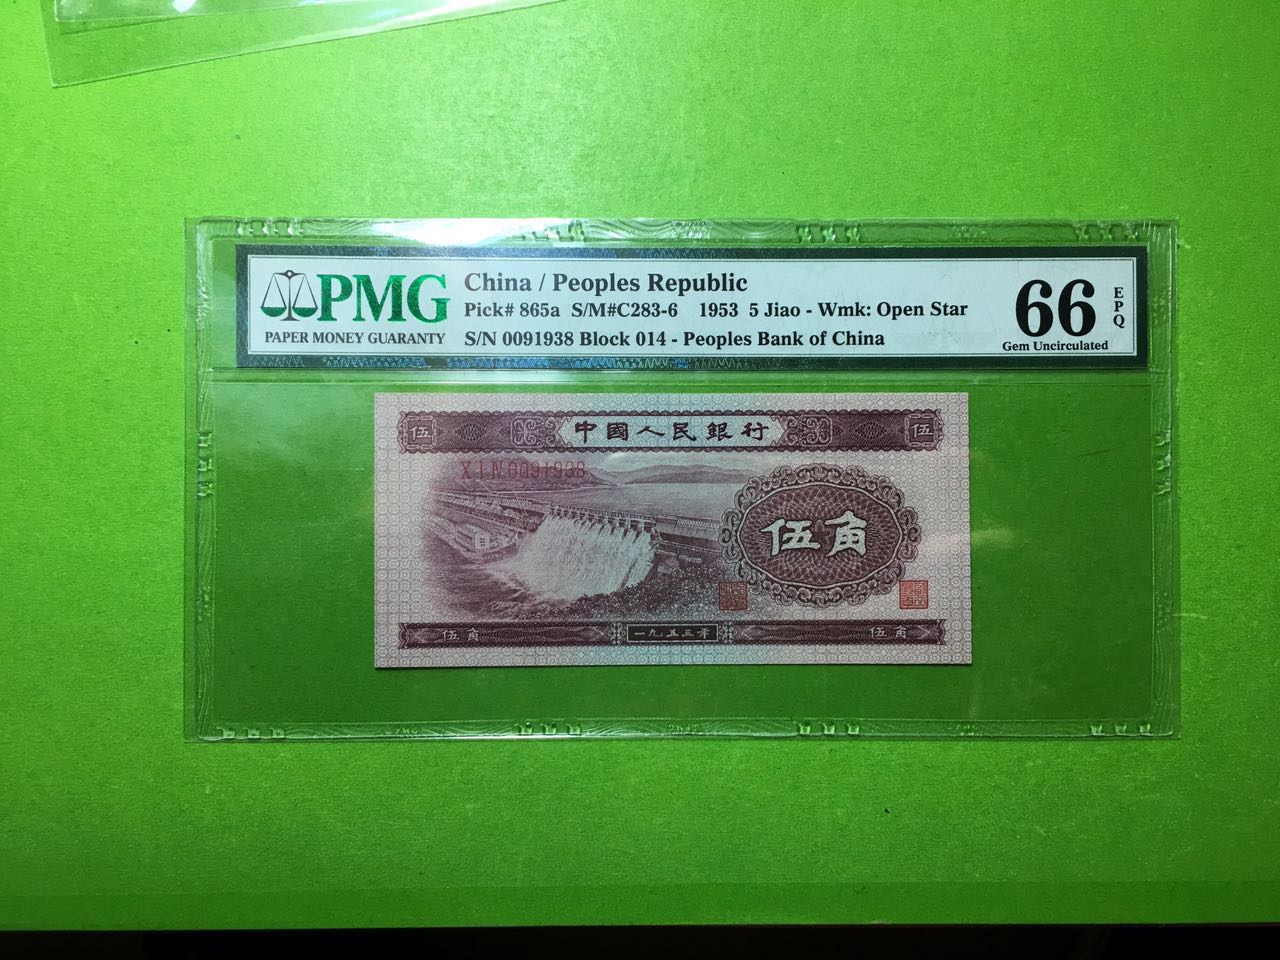 PMG
PAPER MONEY GUARANTY
China / Peoples Republic
Pick# 865a S/M#C283-6 1953 5 Jiao - Wmk: Open Star
S/N 0091938 Block 014 - Peoples Bank of China
66
EPQ
Gem Uncirculated
伍 中國人民銀行 伍
X I IV 0091938
伍角
伍角 一九五三年 伍角